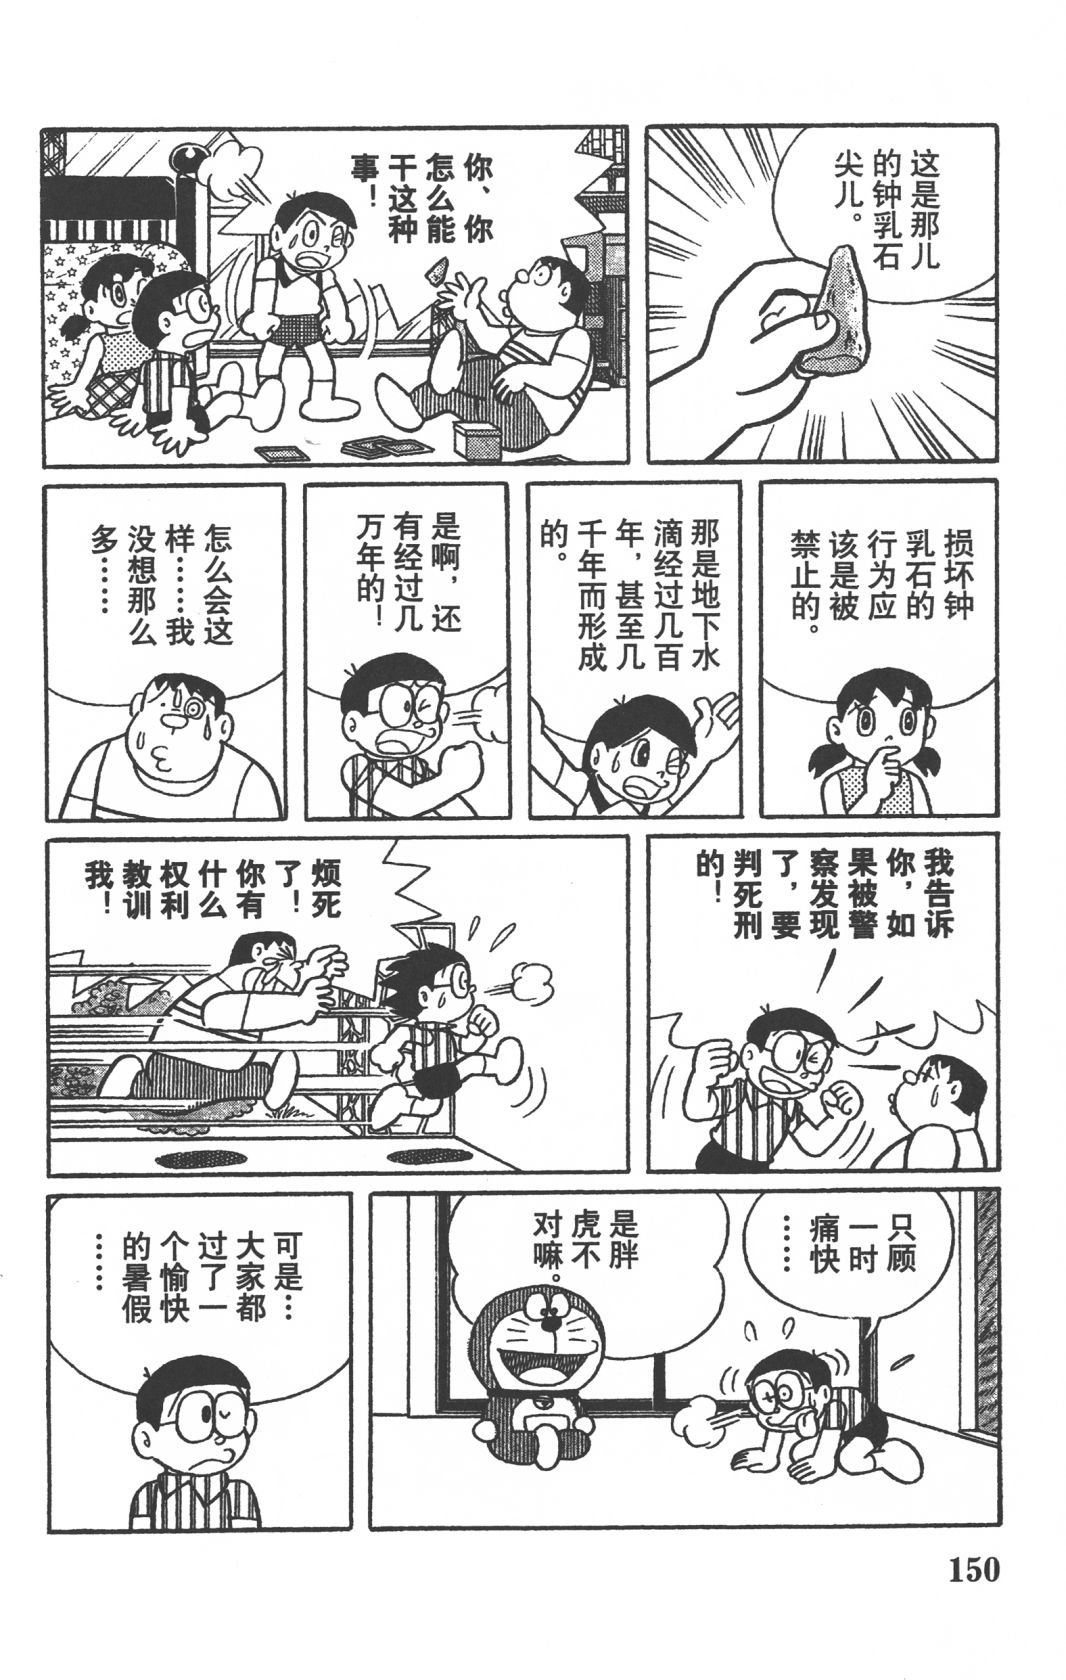 这是那儿
的钟乳石
尖儿。
你、你
怎么能
干这种
事！
损坏钟
乳石的
行为应
该是被
禁止的。
那是地下水
滴经过几百
年，甚至几
千年而形成
的。
是啊，还
有经过几
万年的！
怎么会这
样……我
没想那么
多……
我告诉
你，如
果被警
察发现
了，要
判死刑
的！
烦死
了！
你有
什么
权利
教训
我！
只顾
一时
痛快
……
是胖
虎不
对嘛。
可是…
大家都
过了一
个愉快
的暑假
……
150